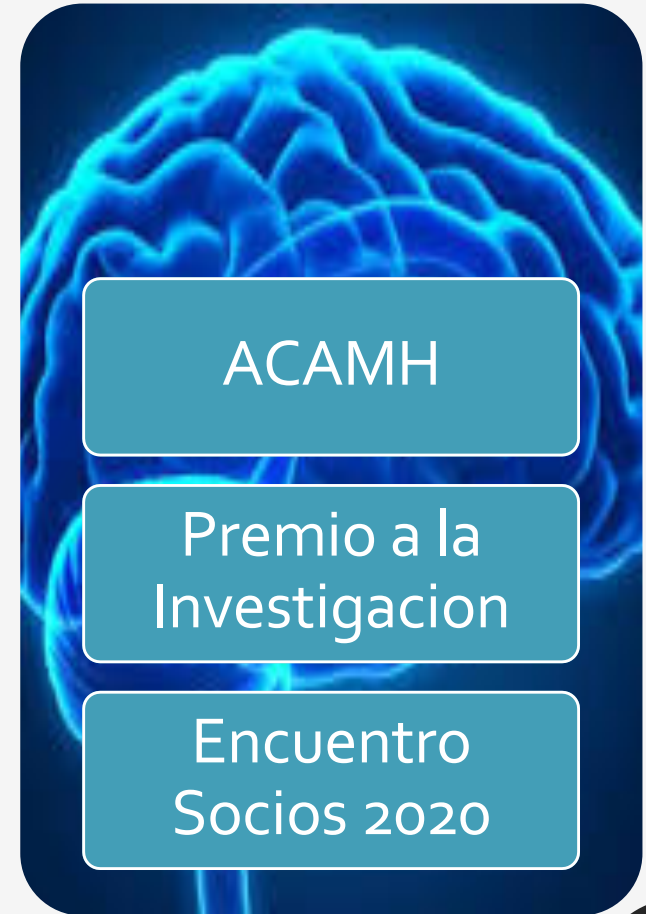 ACAMH
Premio a la
Investigacion
Encuentro
Socios 2020